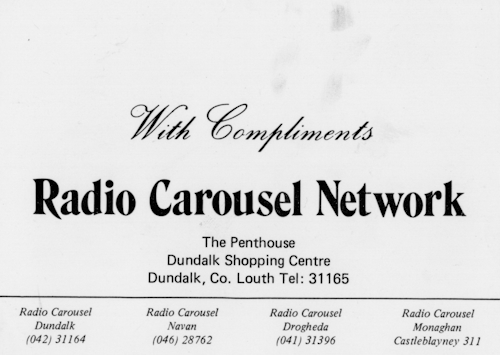 With Compliments
Radio Carousel Network
The Penthouse
Dundalk Shopping Centre
Dundalk, Co. Louth Tel: 31165
Radio Carousel
Dundalk
(042) 31164
Radio Carousel
Navan
(046) 28762
Radio Carousel
Drogheda
(041) 31396
Radio Carousel
Monaghan
Castleblayney 311